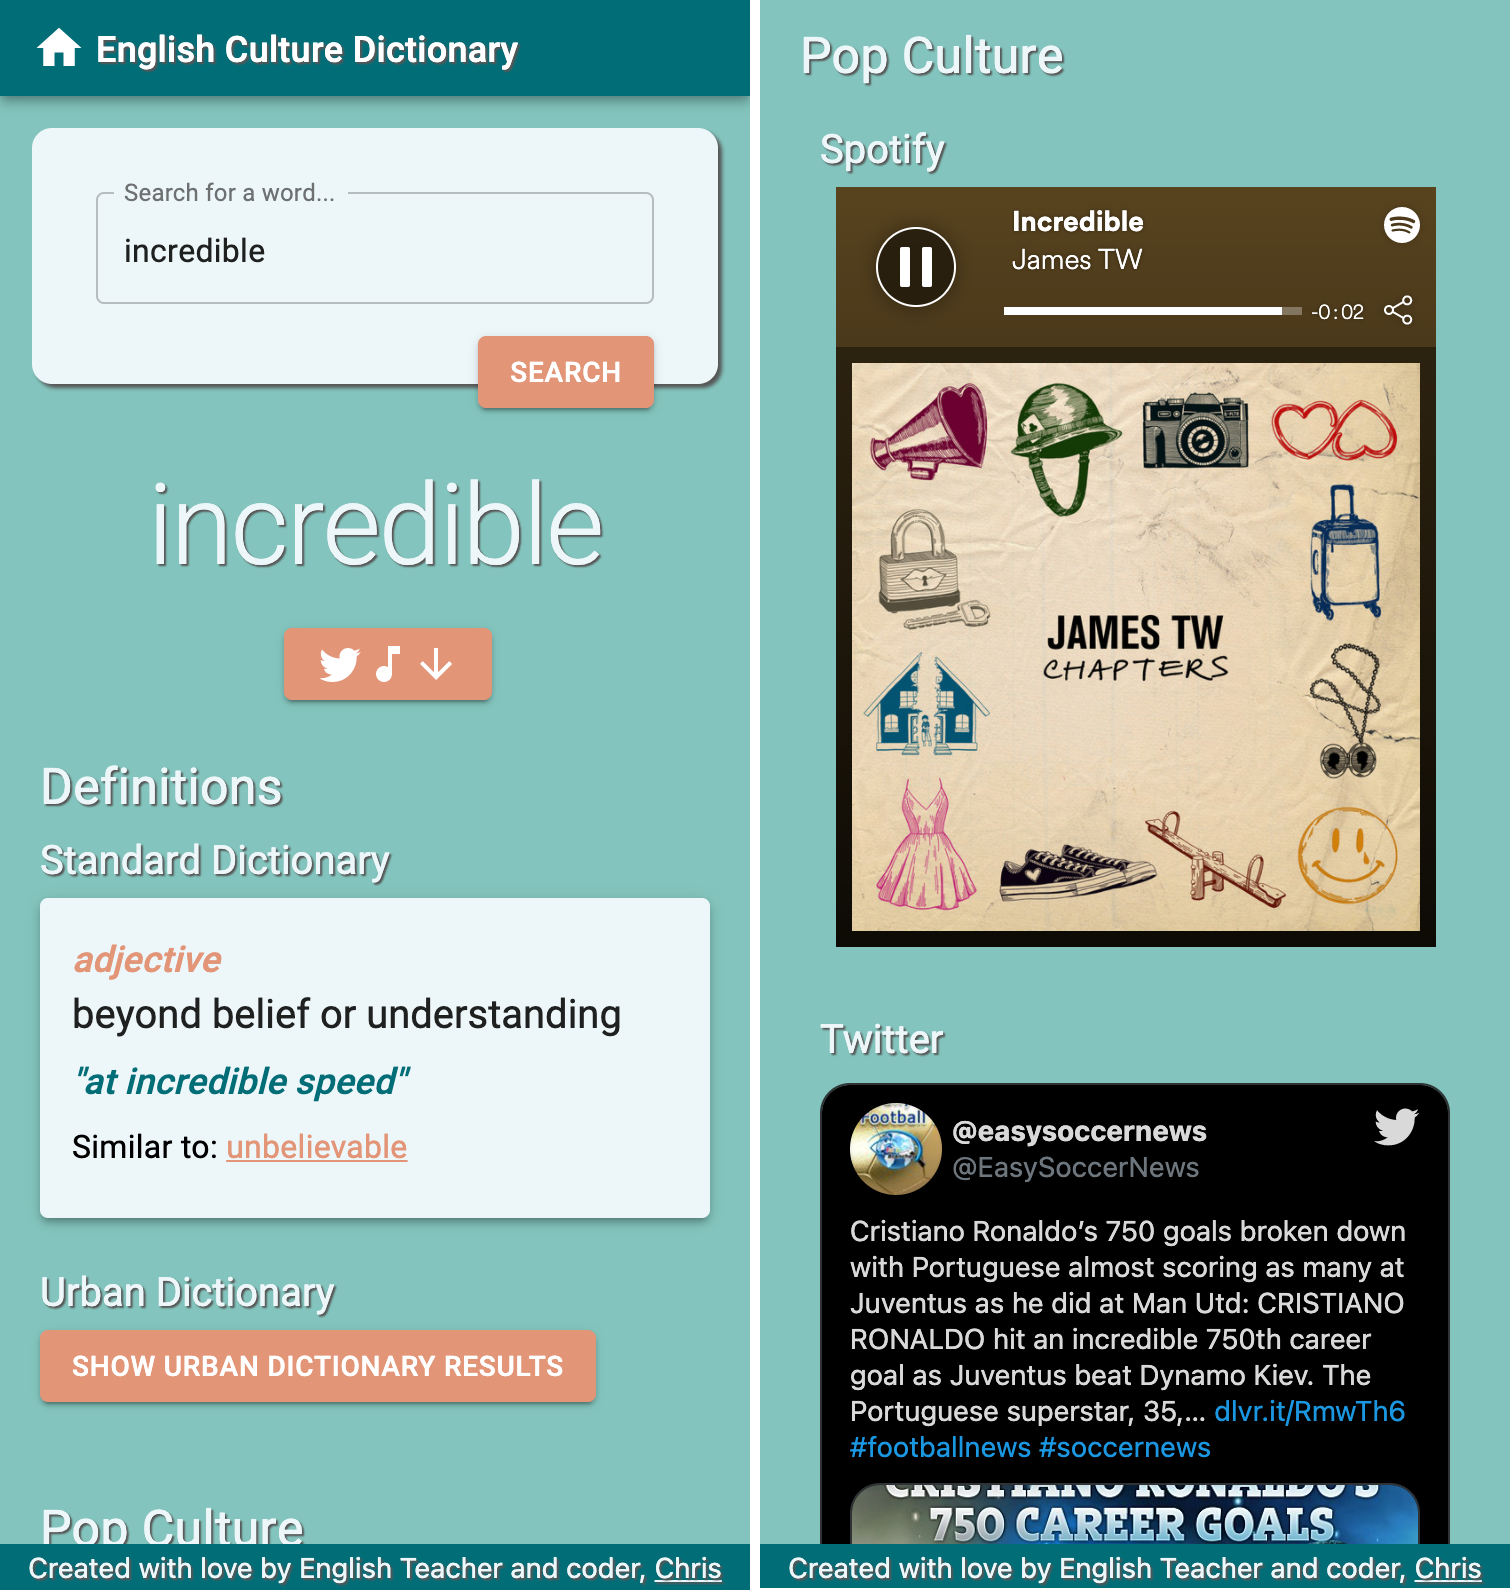 English Culture Dictionary
Search for a word...
incredible
SEARCH
incredible
Definitions
Standard Dictionary
adjective
beyond belief or understanding
"at incredible speed"
Similar to: unbelievable
Urban Dictionary
SHOW URBAN DICTIONARY RESULTS
Pop Culture
Created with love by English Teacher and coder, Chris
Pop Culture
Spotify
Incredible
James TW
-0:02
JAMES TW
CHAPTERS
Twitter
Football
@easysoccernews
@EasySoccerNews
Cristiano Ronaldo’s 750 goals broken down
with Portuguese almost scoring as many at
Juventus as he did at Man Utd: CRISTIANO
RONALDO hit an incredible 750th career
goal as Juventus beat Dynamo Kiev. The
Portuguese superstar, 35,... dlvr.it/RmwTh6
#footballnews #soccernews
CRISTIANO RONALDO'S
750 CAREER GOALS
Created with love by English Teacher and coder, Chris